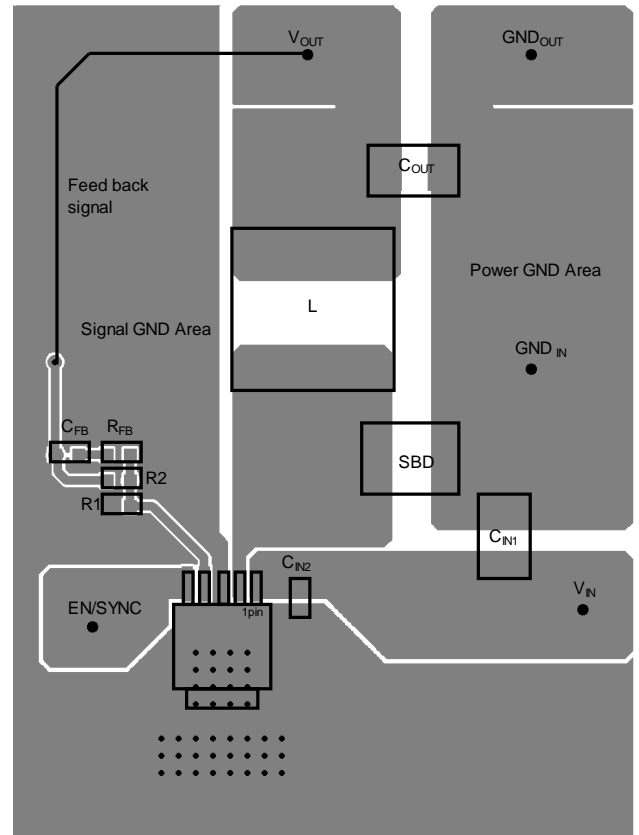 VOUT
GNDOUT
COUT
Feed back
signal
Power GND Area
L
Signal GND Area
GND IN
CFB
RFB
SBD
R2
R1
CIN1
CIN2
VIN
EN/SYNC
1pin